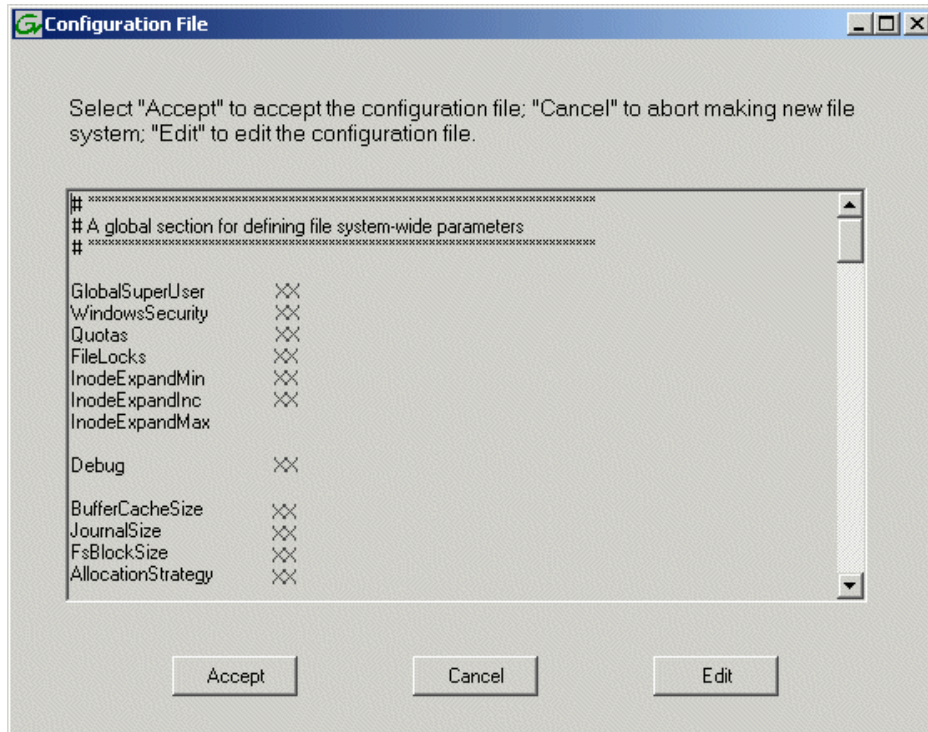 Configuration File
Select "Accept" to accept the configuration file; "Cancel" to abort making new file
system; "Edit" to edit the configuration file.
# ****************************************************************************
# A global section for defining file system-wide parameters
# ****************************************************************************
GlobalSuperUser XX
WindowsSecurity XX
Quotas XX
FileLocks XX
InodeExpandMin XX
InodeExpandInc XX
InodeExpandMax
Debug XX
BufferCacheSize XX
JournalSize XX
FsBlockSize XX
AllocationStrategy XX
Accept Cancel Edit